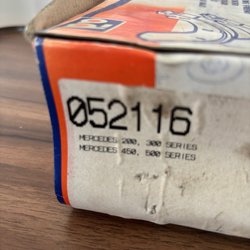 052116
MERCEDES 200, 300 SERIES
MERCEDES 450, 500 SERIES